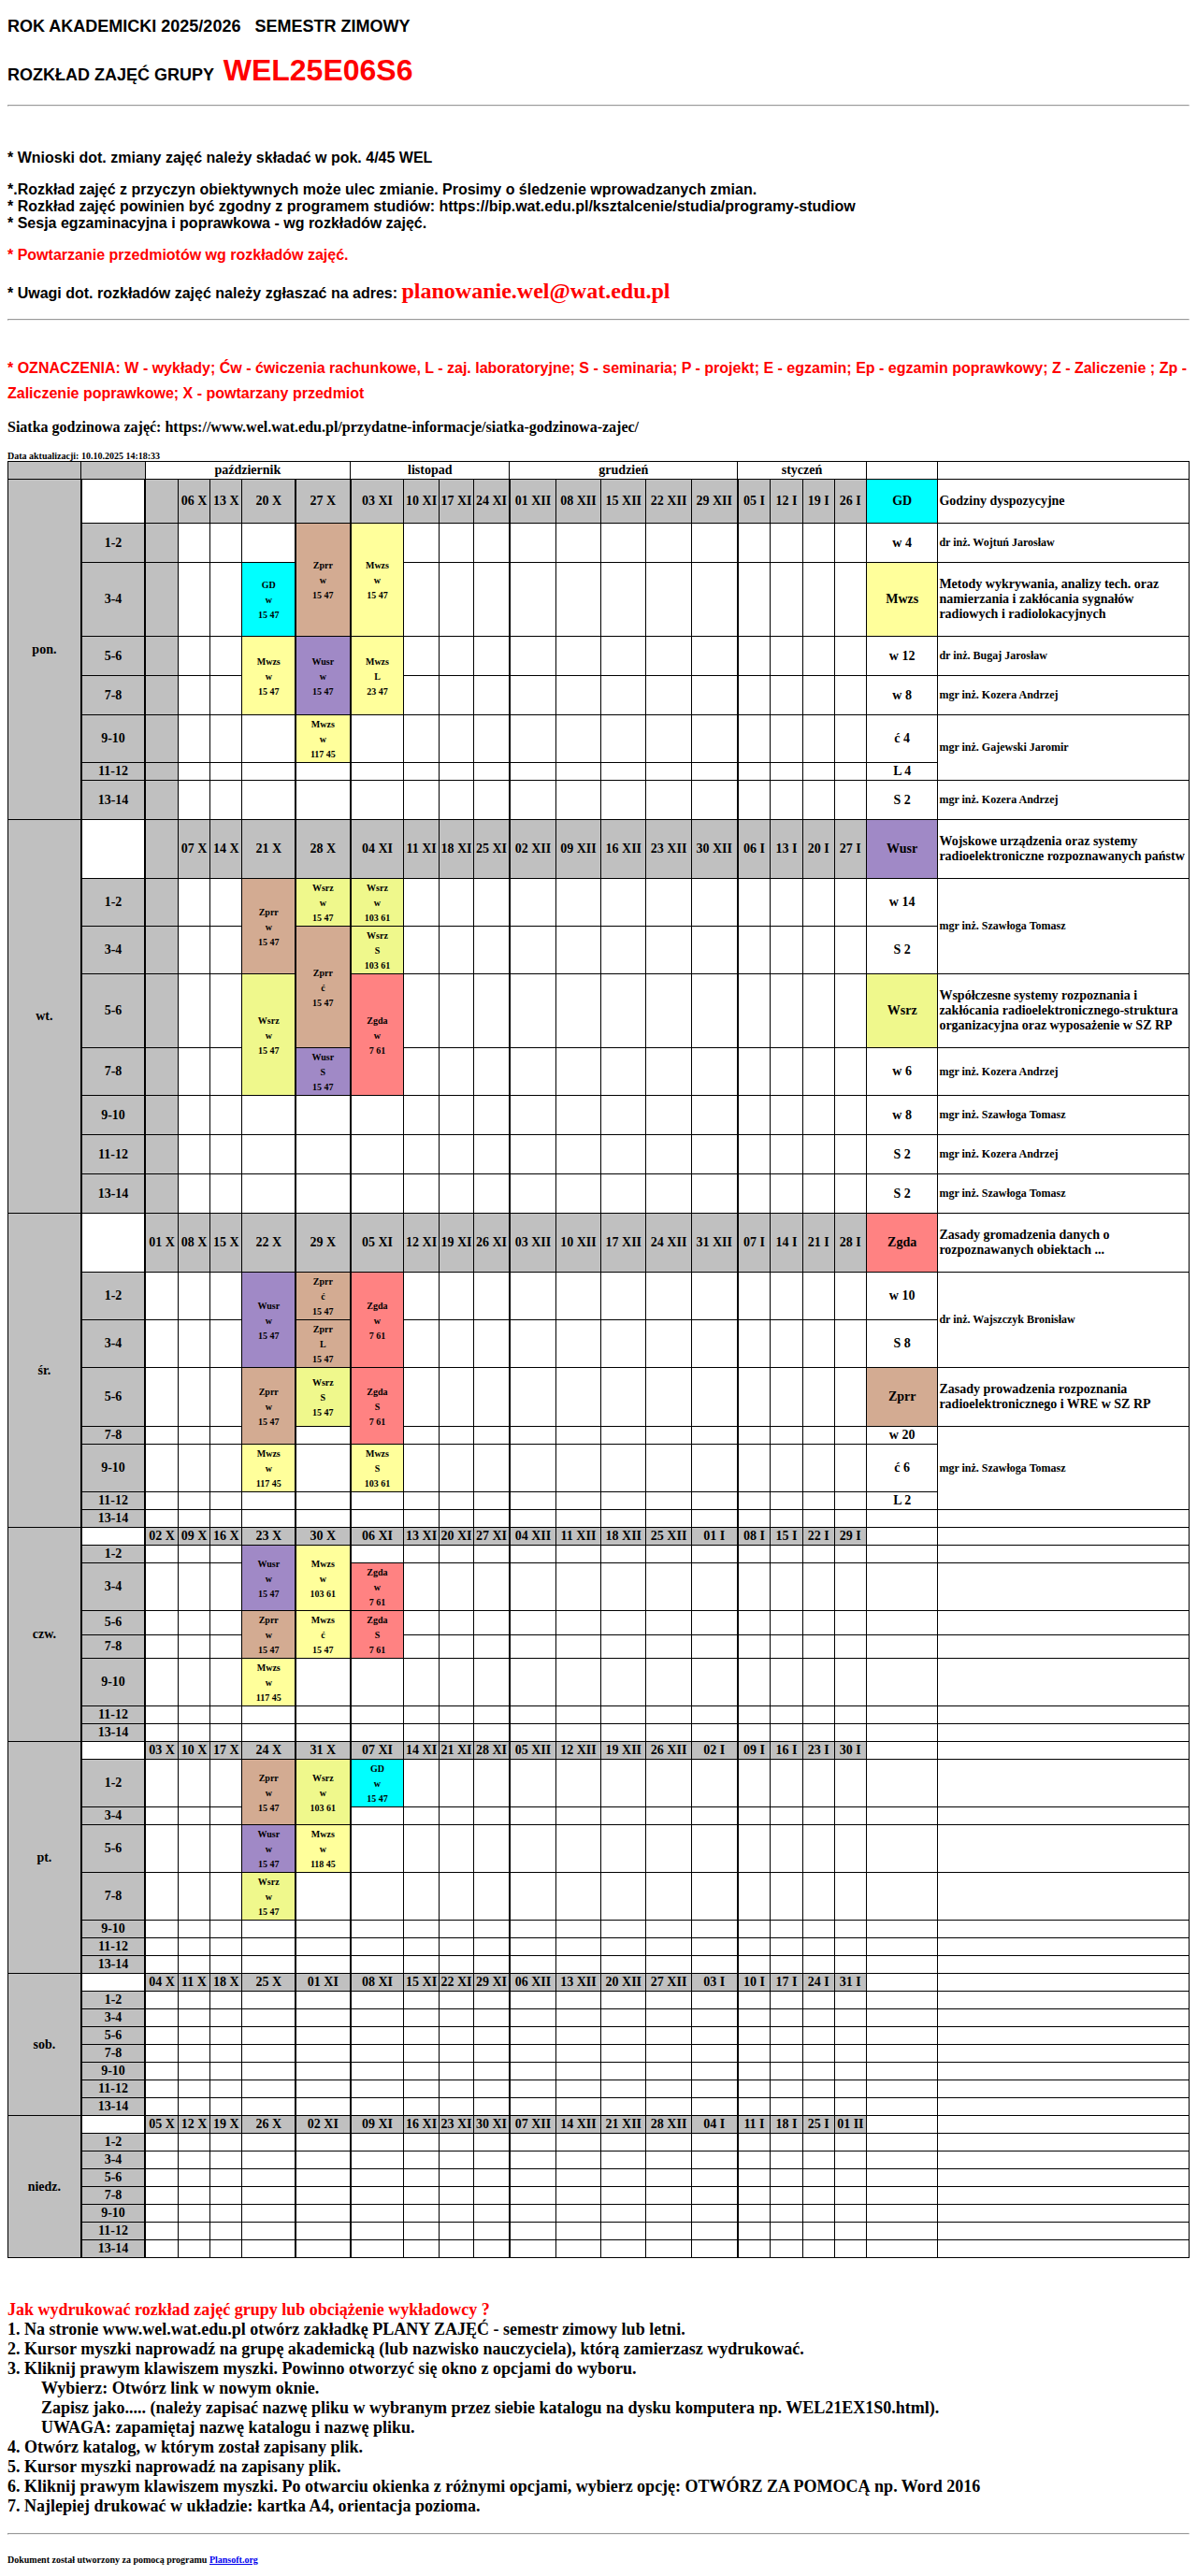 ROK AKADEMICKI 2025/2026 SEMESTR ZIMOWY
ROZKŁAD ZAJĘĆ GRUPY WEL25E06S6
* Wnioski dot. zmiany zajęć należy składać w pok. 4/45 WEL
*.Rozkład zajęć z przyczyn obiektywnych może ulec zmianie. Prosimy o śledzenie wprowadzanych zmian.
* Rozkład zajęć powinien być zgodny z programem studiów: https://bip.wat.edu.pl/ksztalcenie/studia/programy-studiow
* Sesja egzaminacyjna i poprawkowa - wg rozkładów zajęć.
* Powtarzanie przedmiotów wg rozkładów zajęć.
* Uwagi dot. rozkładów zajęć należy zgłaszać na adres: planowanie.wel@wat.edu.pl
* OZNACZENIA: W - wykłady; Ćw - ćwiczenia rachunkowe, L - zaj. laboratoryjne; S - seminaria; P - projekt; E - egzamin; Ep - egzamin poprawkowy; Z - Zaliczenie ; Zp -
Zaliczenie poprawkowe; X - powtarzany przedmiot
Siatka godzinowa zajęć: https://www.wel.wat.edu.pl/przydatne-informacje/siatka-godzinowa-zajec/
Data aktualizacji: 10.10.2025 14:18:33
październik listopad grudzień styczeń
pon.
06 X 13 X 20 X 27 X 03 XI 10 XI 17 XI 24 XI 01 XII 08 XII 15 XII 22 XII 29 XII 05 I 12 I 19 I 26 I GD Godziny dyspozycyjne
1-2 Zprr w 15 47 Mwzs w 15 47 w 4 dr inż. Wojtuń Jarosław
3-4 GD w 15 47 Mwzs Metody wykrywania, analizy tech. oraz namierzania i zakłócania sygnałów radiowych i radiolokacyjnych
5-6 Mwzs w 15 47 Wusr w 15 47 Mwzs L 23 47 w 12 dr inż. Bugaj Jarosław
7-8 w 8 mgr inż. Kozera Andrzej
9-10 Mwzs w 117 45 ć 4 mgr inż. Gajewski Jaromir
11-12 L 4
13-14 S 2 mgr inż. Kozera Andrzej
wt.
07 X 14 X 21 X 28 X 04 XI 11 XI 18 XI 25 XI 02 XII 09 XII 16 XII 23 XII 30 XII 06 I 13 I 20 I 27 I Wusr Wojskowe urządzenia oraz systemy radioelektroniczne rozpoznawanych państw
1-2 Zprr w 15 47 Wsrz w 15 47 Wsrz w 103 61 w 14 mgr inż. Szawłoga Tomasz
3-4 Zprr ć 15 47 Wsrz S 103 61 S 2
5-6 Wsrz w 15 47 Zgda w 7 61 Wsrz Współczesne systemy rozpoznania i zakłócania radioelektronicznego-struktura organizacyjna oraz wyposażenie w SZ RP
7-8 Wusr S 15 47 w 6 mgr inż. Kozera Andrzej
9-10 w 8 mgr inż. Szawłoga Tomasz
11-12 S 2 mgr inż. Kozera Andrzej
13-14 S 2 mgr inż. Szawłoga Tomasz
śr.
01 X 08 X 15 X 22 X 29 X 05 XI 12 XI 19 XI 26 XI 03 XII 10 XII 17 XII 24 XII 31 XII 07 I 14 I 21 I 28 I Zgda Zasady gromadzenia danych o rozpoznawanych obiektach ...
1-2 Wusr w 15 47 Zprr ć 15 47 Zgda w 7 61 w 10 dr inż. Wajszczyk Bronisław
3-4 Zprr L 15 47 S 8
5-6 Zprr w 15 47 Wsrz S 15 47 Zgda S 7 61 Zprr Zasady prowadzenia rozpoznania radioelektronicznego i WRE w SZ RP
7-8 w 20 mgr inż. Szawłoga Tomasz
9-10 Mwzs w 117 45 Mwzs S 103 61 ć 6
11-12 L 2
13-14
czw.
02 X 09 X 16 X 23 X 30 X 06 XI 13 XI 20 XI 27 XI 04 XII 11 XII 18 XII 25 XII 01 I 08 I 15 I 22 I 29 I
1-2 Wusr w 15 47 Mwzs w 103 61
3-4 Zgda w 7 61
5-6 Zprr w 15 47 Mwzs ć 15 47 Zgda S 7 61
7-8
9-10 Mwzs w 117 45
11-12
13-14
pt.
03 X 10 X 17 X 24 X 31 X 07 XI 14 XI 21 XI 28 XI 05 XII 12 XII 19 XII 26 XII 02 I 09 I 16 I 23 I 30 I
1-2 Zprr w 15 47 Wsrz w 103 61 GD w 15 47
3-4
5-6 Wusr w 15 47 Mwzs w 118 45
7-8 Wsrz w 15 47
9-10
11-12
13-14
sob.
04 X 11 X 18 X 25 X 01 XI 08 XI 15 XI 22 XI 29 XI 06 XII 13 XII 20 XII 27 XII 03 I 10 I 17 I 24 I 31 I
1-2
3-4
5-6
7-8
9-10
11-12
13-14
niedz.
05 X 12 X 19 X 26 X 02 XI 09 XI 16 XI 23 XI 30 XI 07 XII 14 XII 21 XII 28 XII 04 I 11 I 18 I 25 I 01 II
1-2
3-4
5-6
7-8
9-10
11-12
13-14
Jak wydrukować rozkład zajęć grupy lub obciążenie wykładowcy ?
1. Na stronie www.wel.wat.edu.pl otwórz zakładkę PLANY ZAJĘĆ - semestr zimowy lub letni.
2. Kursor myszki naprowadź na grupę akademicką (lub nazwisko nauczyciela), którą zamierzasz wydrukować.
3. Kliknij prawym klawiszem myszki. Powinno otworzyć się okno z opcjami do wyboru.
Wybierz: Otwórz link w nowym oknie.
Zapisz jako..... (należy zapisać nazwę pliku w wybranym przez siebie katalogu na dysku komputera np. WEL21EX1S0.html).
UWAGA: zapamiętaj nazwę katalogu i nazwę pliku.
4. Otwórz katalog, w którym został zapisany plik.
5. Kursor myszki naprowadź na zapisany plik.
6. Kliknij prawym klawiszem myszki. Po otwarciu okienka z różnymi opcjami, wybierz opcję: OTWÓRZ ZA POMOCĄ np. Word 2016
7. Najlepiej drukować w układzie: kartka A4, orientacja pozioma.
Dokument został utworzony za pomocą programu Plansoft.org